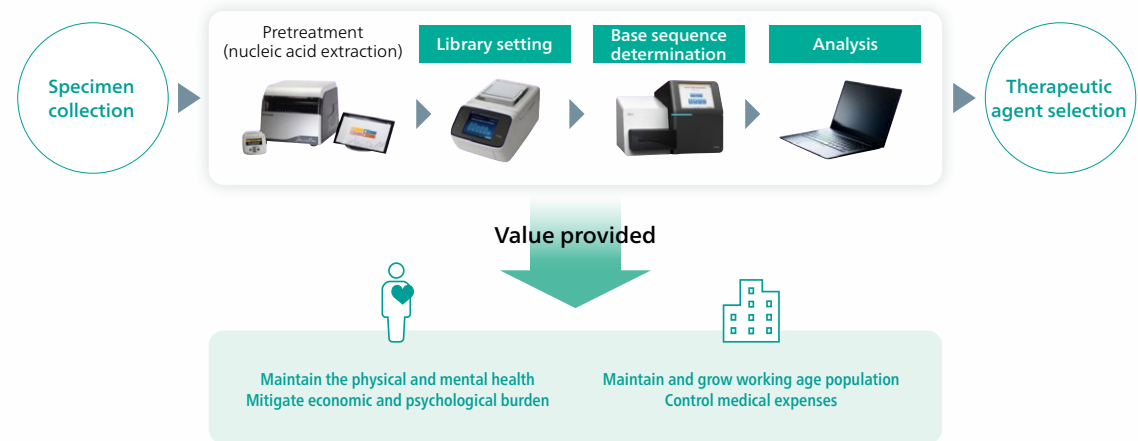 Specimen
collection
Pretreatment
(nucleic acid extraction)
Library setting
Base sequence
determination
Analysis
Therapeutic
agent selection
Value provided
Maintain the physical and mental health
Mitigate economic and psychological burden
Maintain and grow working age population
Control medical expenses